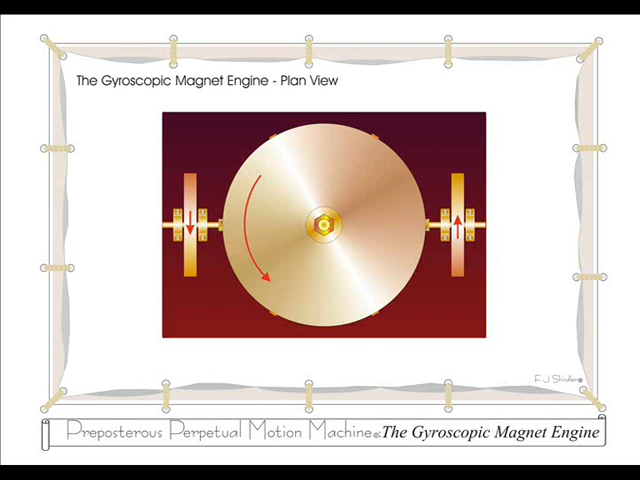 The Gyroscopic Magnet Engine - Plan View
F J Shindler©
Preposterous Perpetual Motion Machine©:The Gyroscopic Magnet Engine